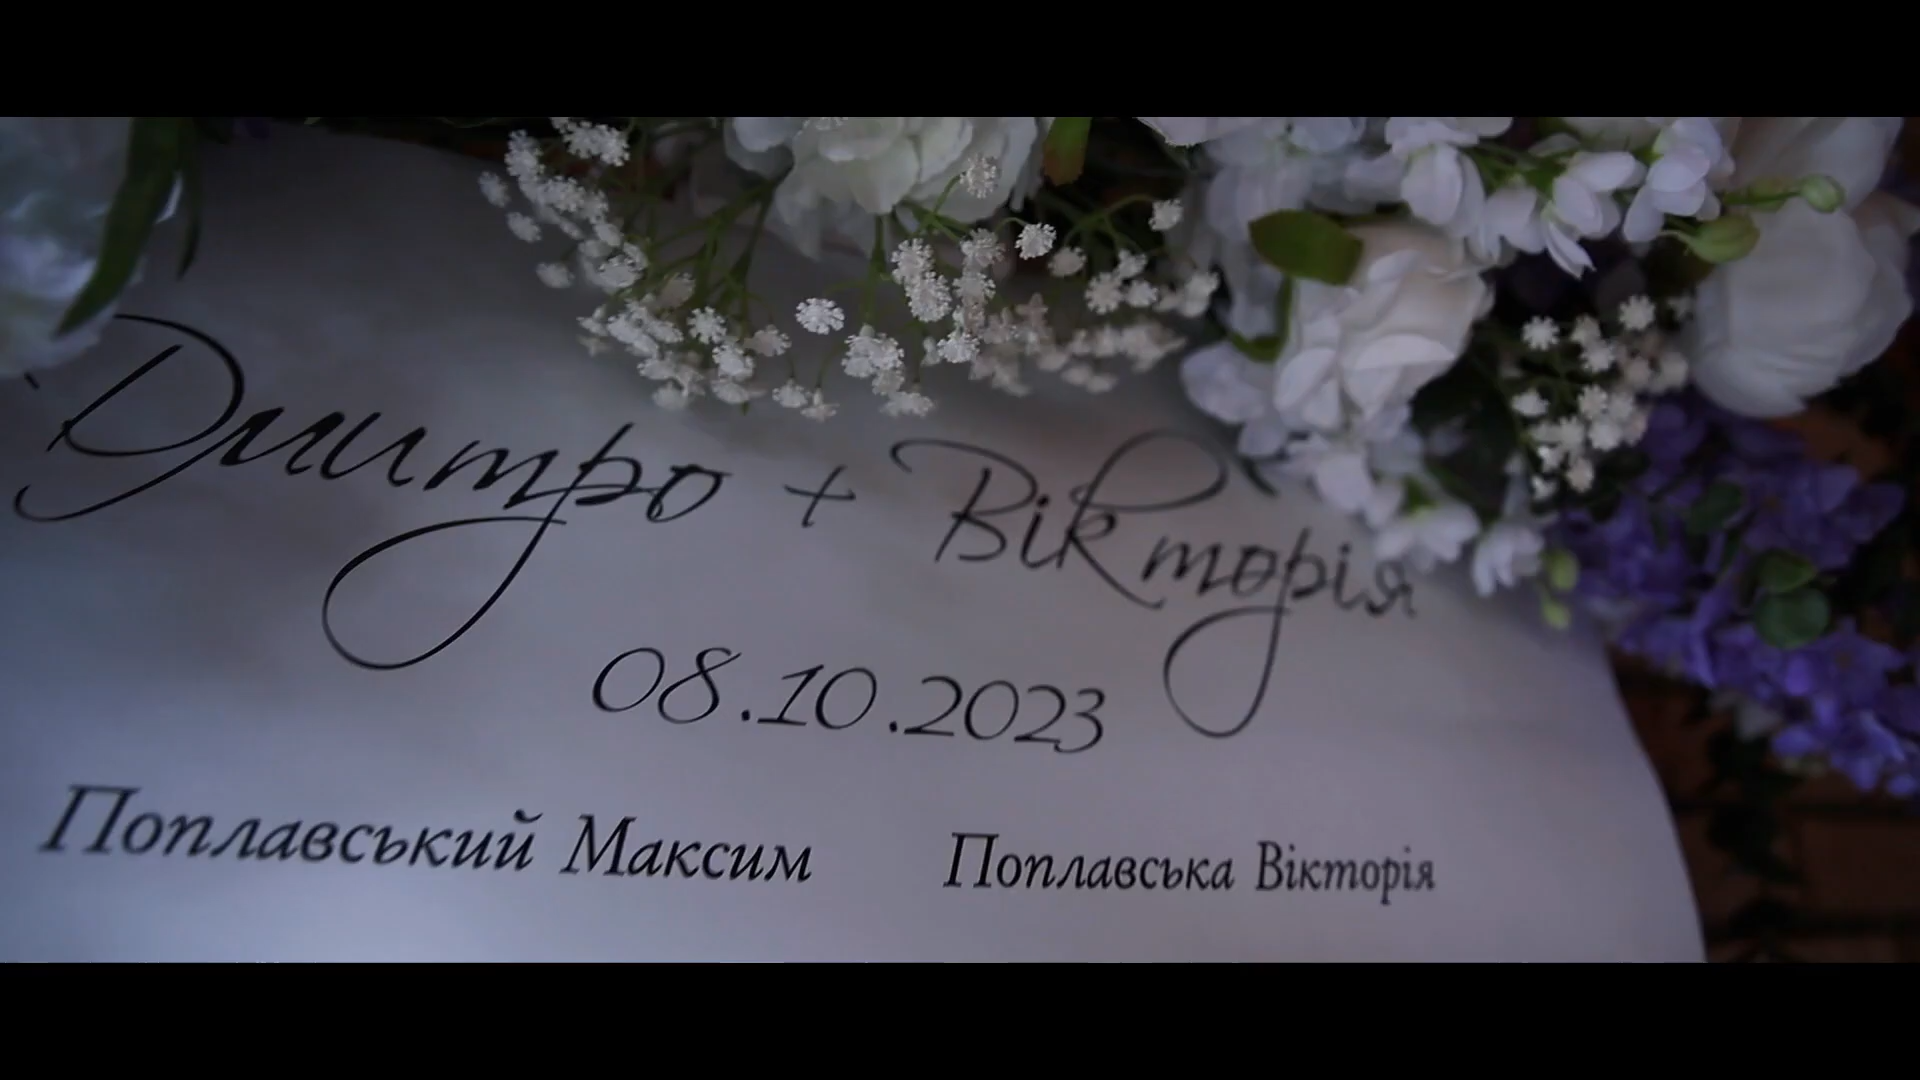 Дмитро + Вікторія
08.10.2023
Поплавський Максим Поплавська Вікторія